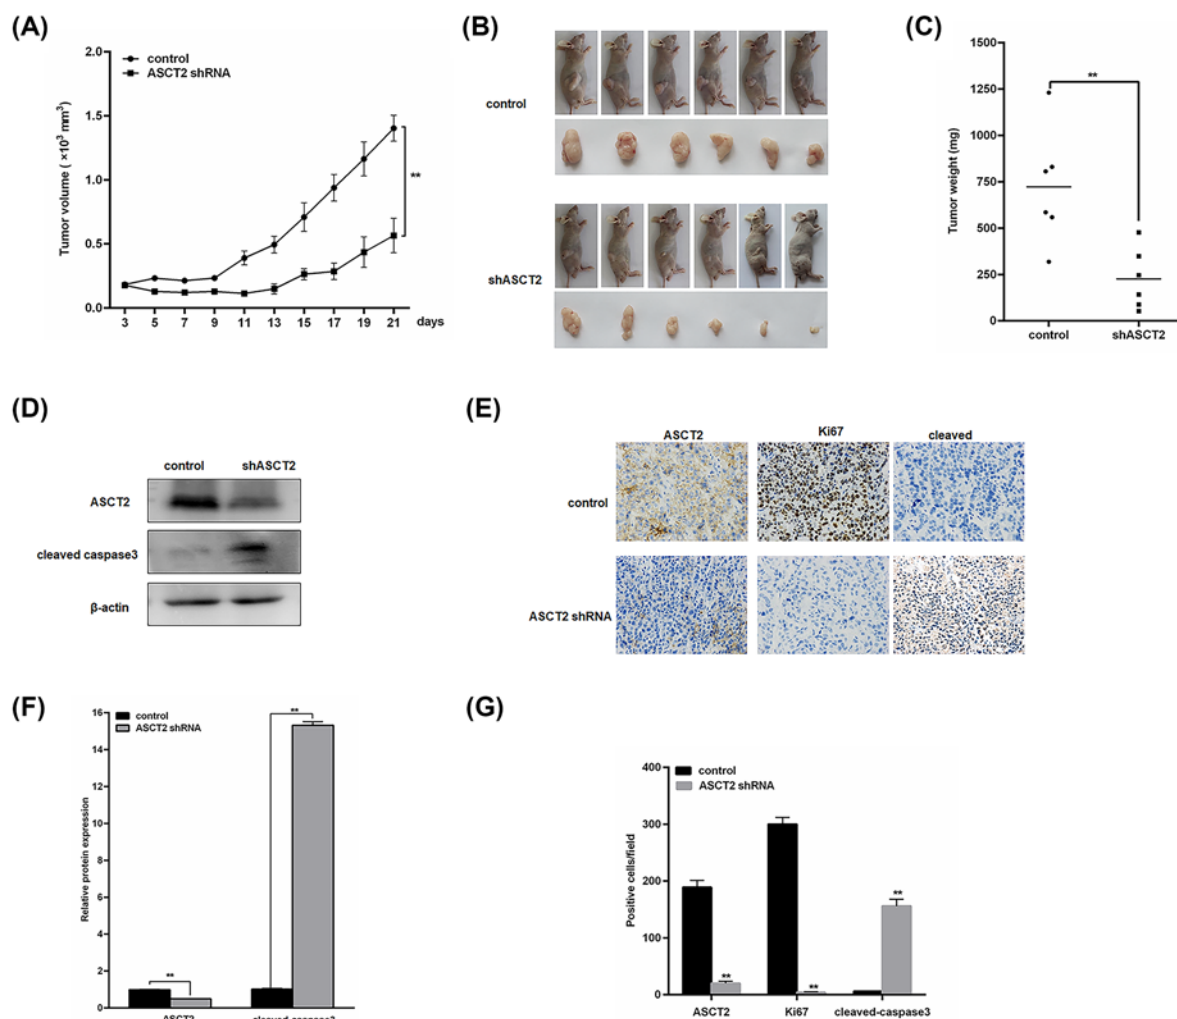 (A)
2.0
1.5
1.0
0.5
0.0
Tumor volume ( ×10³ mm³)
control
ASCT2 shRNA
**
3 5 7 9 11 13 15 17 19 21 days
(B)
control
shASCT2
(C)
1500
1250
1000
750
500
250
0
Tumor weight (mg)
**
control shASCT2
(D)
control shASCT2
ASCT2
cleaved caspase3
β-actin
(E)
ASCT2 Ki67 cleaved
control
ASCT2 shRNA
(F)
16
14
12
10
8
6
4
2
0
Relative protein expression
control
ASCT2 shRNA
**
**
ASCT2 cleaved-caspase3
(G)
400
300
200
100
0
Positive cells/field
control
ASCT2 shRNA
**
**
**
ASCT2 Ki67 cleaved-caspase3